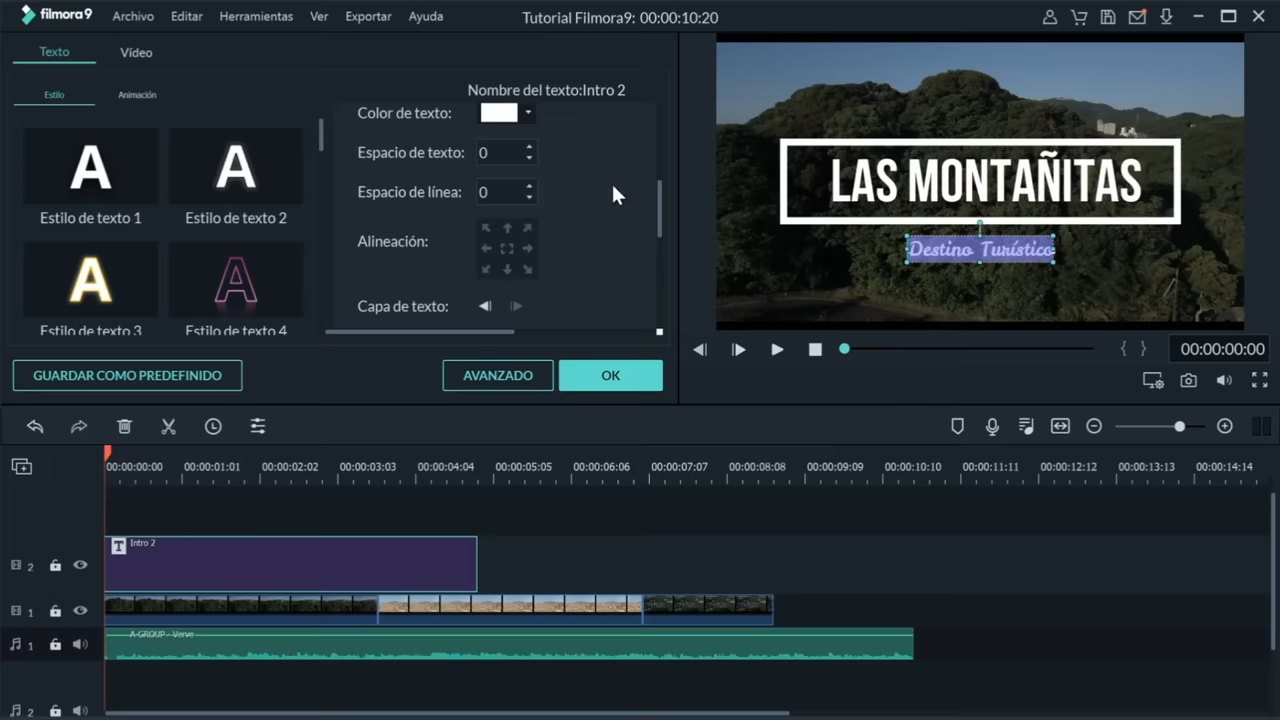 filmora9 Archivo Editar Herramientas Ver Exportar Ayuda Tutorial Filmora9: 00:00:10:20
Texto Vídeo
Estilo Animación
Nombre del texto:Intro 2
A A
Estilo de texto 1 Estilo de texto 2
A A
Estilo de texto 3 Estilo de texto 4
Color de texto:
Espacio de texto: 0
Espacio de línea: 0
Alineación:
Capa de texto:
GUARDAR COMO PREDEFINIDO AVANZADO OK
LAS MONTAÑITAS
Destino Turístico
{ } 00:00:00:00
00:00:00:00 00:00:01:01 00:00:02:02 00:00:03:03 00:00:04:04 00:00:05:05 00:00:06:06 00:00:07:07 00:00:08:08 00:00:09:09 00:00:10:10 00:00:11:11 00:00:12:12 00:00:13:13 00:00:14:14
T Intro 2
2
1
A-GROUP - Verve
1
2